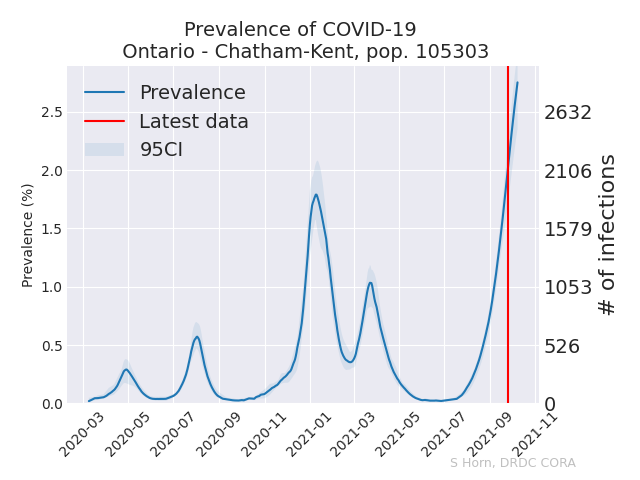 Prevalence of COVID-19
Ontario - Chatham-Kent, pop. 105303
Prevalence
Latest data
95CI
Prevalence (%)
2.5
2.0
1.5
1.0
0.5
0.0
2632
2106
1579
1053
526
0
# of infections
2020-03
2020-05
2020-07
2020-09
2020-11
2021-01
2021-03
2021-05
2021-07
2021-09
2021-11
S Horn, DRDC CORA